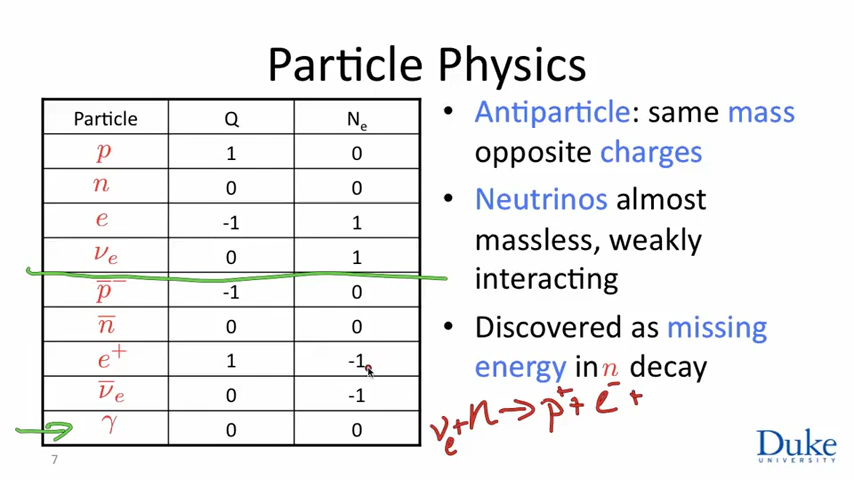 Particle Physics
Particle Q Nₑ
p 1 0
n 0 0
e -1 1
νₑ 0 1
p̅⁻ -1 0
n̅ 0 0
e⁺ 1 -1
ν̅ₑ 0 -1
γ 0 0
• Antiparticle: same mass
opposite charges
• Neutrinos almost
massless, weakly
interacting
• Discovered as missing
energy in n decay
νₑ + n → p⁺ + e⁻ +
7
Duke
UNIVERSITY